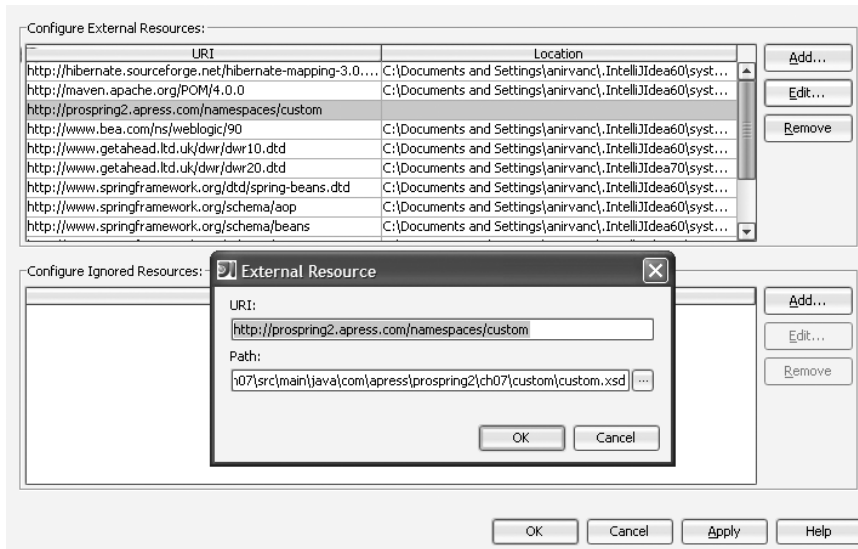 Configure External Resources:
URI Location
http://hibernate.sourceforge.net/hibernate-mapping-3.0.... C:\Documents and Settings\anirvanc\.IntelliJIdea60\syst...
http://maven.apache.org/POM/4.0.0 C:\Documents and Settings\anirvanc\.IntelliJIdea60\syst...
http://prospring2.apress.com/namespaces/custom
http://www.bea.com/ns/weblogic/90 C:\Documents and Settings\anirvanc\.IntelliJIdea60\syst...
http://www.getahead.ltd.uk/dwr/dwr10.dtd C:\Documents and Settings\anirvanc\.IntelliJIdea60\syst...
http://www.getahead.ltd.uk/dwr/dwr20.dtd C:\Documents and Settings\anirvanc\.IntelliJIdea70\syst...
http://www.springframework.org/dtd/spring-beans.dtd C:\Documents and Settings\anirvanc\.IntelliJIdea60\syst...
http://www.springframework.org/schema/aop C:\Documents and Settings\anirvanc\.IntelliJIdea60\syst...
http://www.springframework.org/schema/beans C:\Documents and Settings\anirvanc\.IntelliJIdea60\syst...
Add...
Edit...
Remove
Configure Ignored Resources:
Add...
Edit...
Remove
External Resource
URI:
http://prospring2.apress.com/namespaces/custom
Path:
07\src\main\java\com\apress\prospring2\ch07\custom\custom.xsd ...
OK Cancel
OK Cancel Apply Help